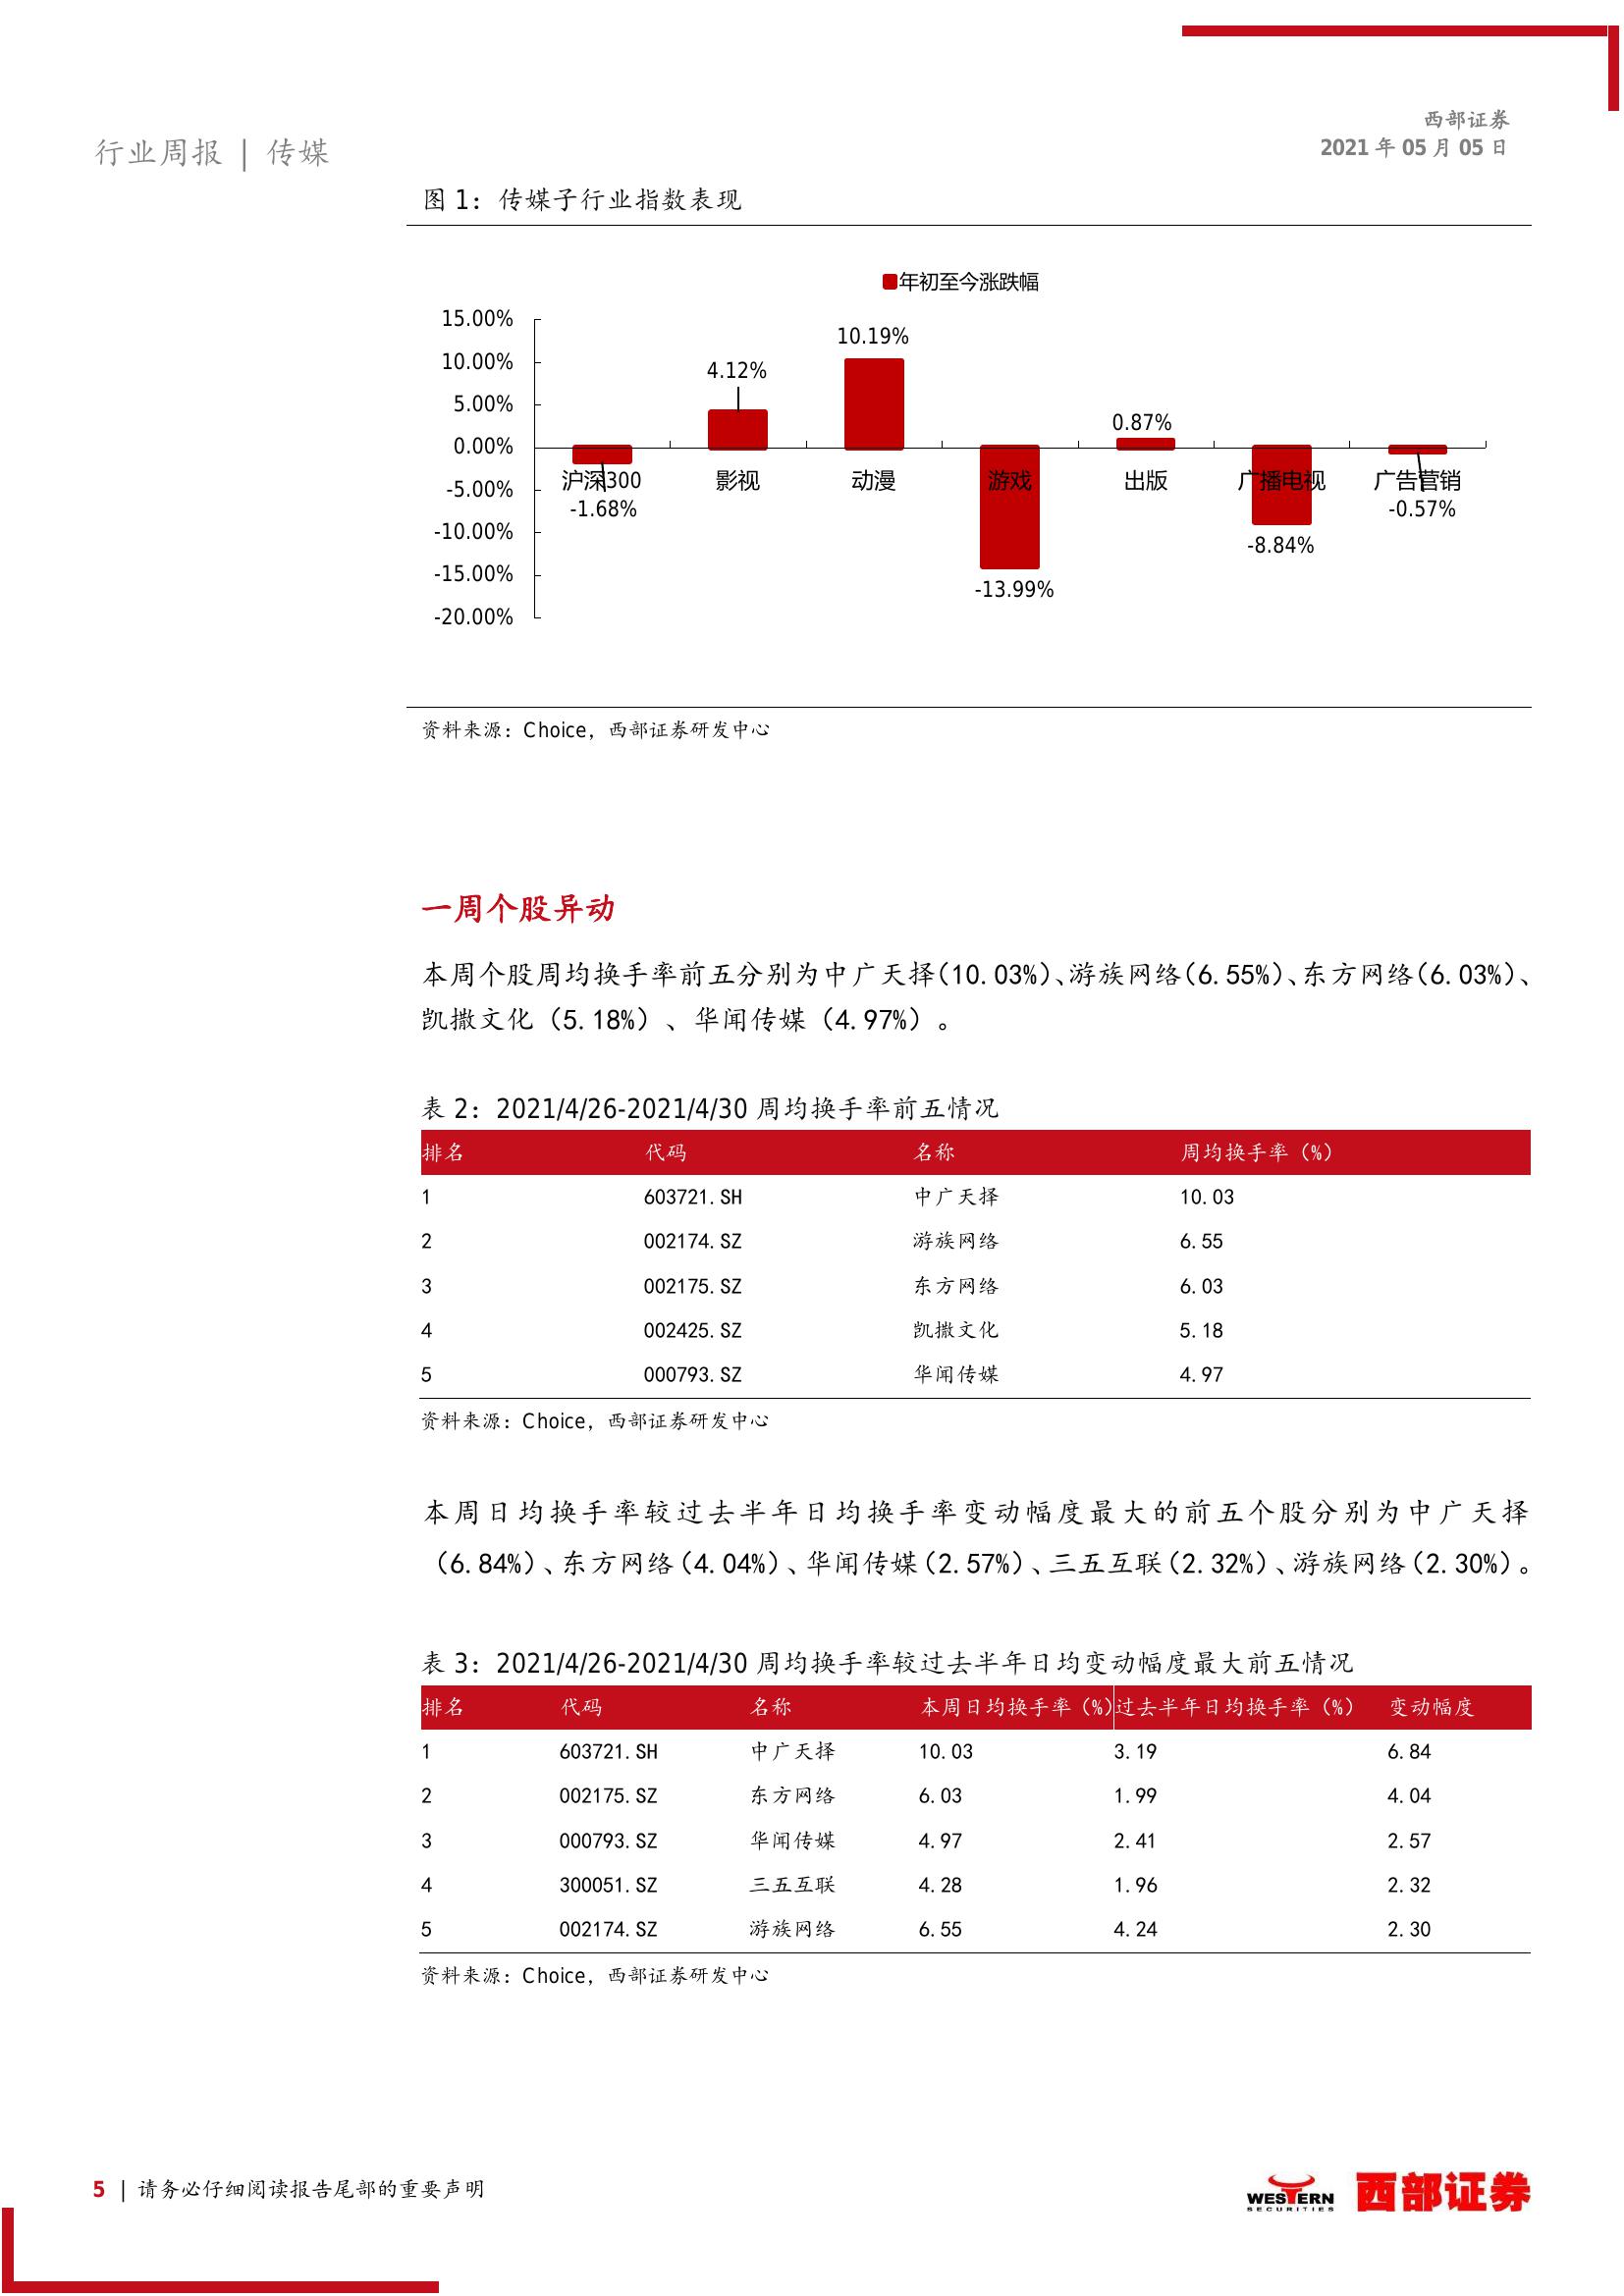 西部证券
2021 年 05 月 05 日
行业周报 | 传媒
图 1：传媒子行业指数表现
年初至今涨跌幅
15.00%
10.00%
5.00%
0.00%
-5.00%
-10.00%
-15.00%
-20.00%
沪深300 影视 动漫 游戏 出版 广播电视 广告营销
-1.68% 4.12% 10.19% -13.99% 0.87% -8.84% -0.57%
资料来源：Choice，西部证券研发中心
一周个股异动
本周个股周均换手率前五分别为中广天择（10.03%）、游族网络（6.55%）、东方网络（6.03%）、
凯撒文化（5.18%）、华闻传媒（4.97%）。
表 2：2021/4/26-2021/4/30 周均换手率前五情况
排名 代码 名称 周均换手率（%）
1 603721.SH 中广天择 10.03
2 002174.SZ 游族网络 6.55
3 002175.SZ 东方网络 6.03
4 002425.SZ 凯撒文化 5.18
5 000793.SZ 华闻传媒 4.97
资料来源：Choice，西部证券研发中心
本周日均换手率较过去半年日均换手率变动幅度最大的前五个股分别为中广天择
（6.84%）、东方网络（4.04%）、华闻传媒（2.57%）、三五互联（2.32%）、游族网络（2.30%）。
表 3：2021/4/26-2021/4/30 周均换手率较过去半年日均变动幅度最大前五情况
排名 代码 名称 本周日均换手率（%） 过去半年日均换手率（%） 变动幅度
1 603721.SH 中广天择 10.03 3.19 6.84
2 002175.SZ 东方网络 6.03 1.99 4.04
3 000793.SZ 华闻传媒 4.97 2.41 2.57
4 300051.SZ 三五互联 4.28 1.96 2.32
5 002174.SZ 游族网络 6.55 4.24 2.30
资料来源：Choice，西部证券研发中心
5 | 请务必仔细阅读报告尾部的重要声明
WESTERN
SECURITIES
西部证券